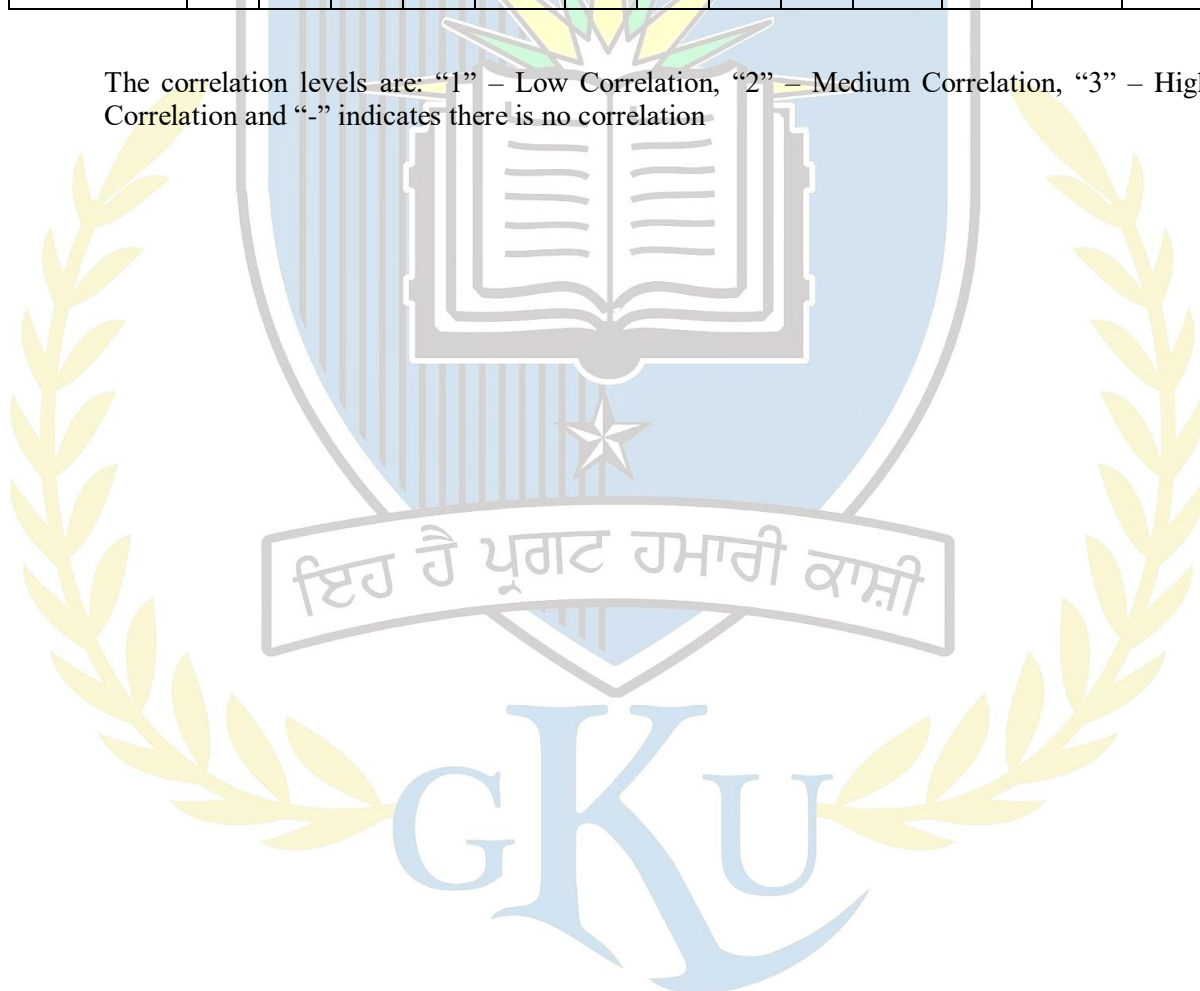 The correlation levels are: “1” – Low Correlation, “2” – Medium Correlation, “3” – High
Correlation and “-” indicates there is no correlation
ਇਹ ਹੈ ਪ੍ਰਗਟ ਹਮਾਰੀ ਕਾਸ਼ੀ
GKU